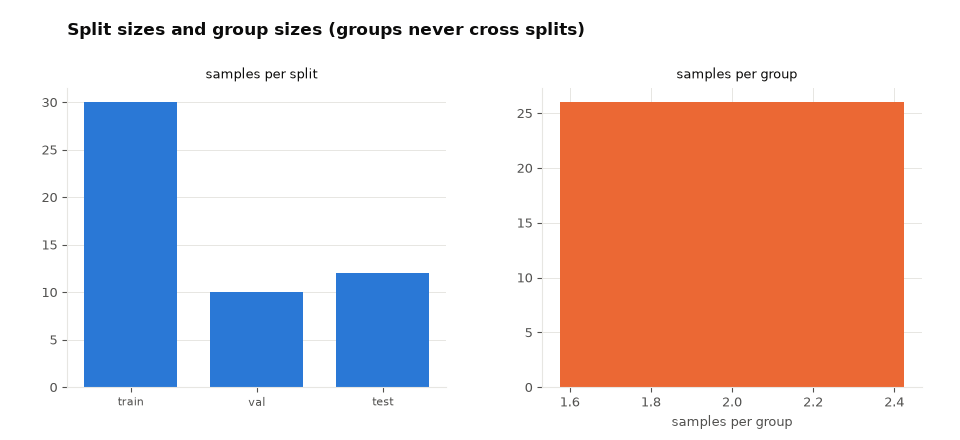 Split sizes and group sizes (groups never cross splits)
samples per split
30
25
20
15
10
5
0
train val test
samples per group
25
20
15
10
5
0
1.6 1.8 2.0 2.2 2.4
samples per group